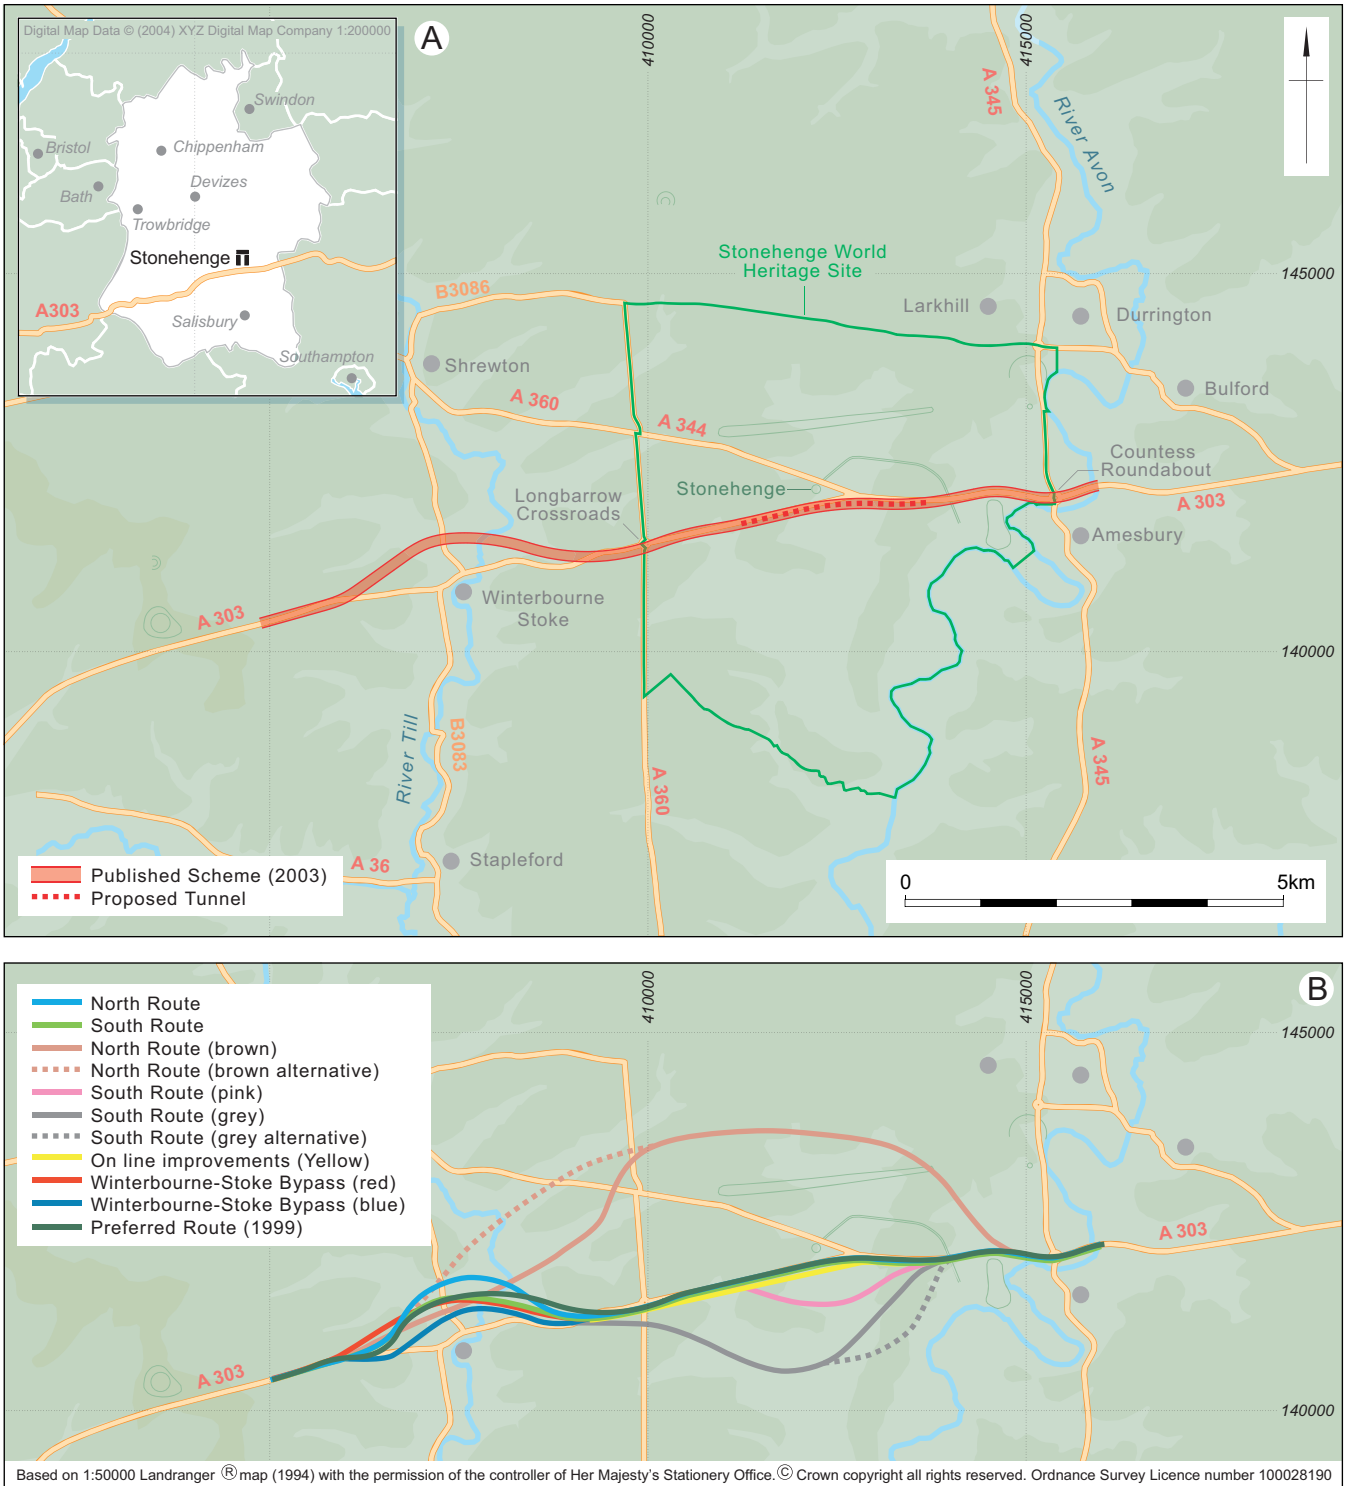 Digital Map Data © (2004) XYZ Digital Map Company 1:200000
A
Swindon
Bristol
Chippenham
Bath
Devizes
Trowbridge
Stonehenge
A303
Salisbury
Southampton
410000
415000
A 345
River Avon
Stonehenge World
Heritage Site
145000
B3086
Larkhill
Durrington
Shrewton
Bulford
A 360
A 344
Countess
Roundabout
Stonehenge
Longbarrow
Crossroads
A 303
Amesbury
Winterbourne
Stoke
A 303
140000
River Till
B3083
A 360
A 345
Stapleford
A 36
Published Scheme (2003)
Proposed Tunnel
0 5km
410000
415000
B
North Route
South Route
North Route (brown)
North Route (brown alternative)
South Route (pink)
South Route (grey)
South Route (grey alternative)
On line improvements (Yellow)
Winterbourne-Stoke Bypass (red)
Winterbourne-Stoke Bypass (blue)
Preferred Route (1999)
145000
A 303
A 303
140000
Based on 1:50000 Landranger ® map (1994) with the permission of the controller of Her Majesty's Stationery Office. © Crown copyright all rights reserved. Ordnance Survey Licence number 100028190